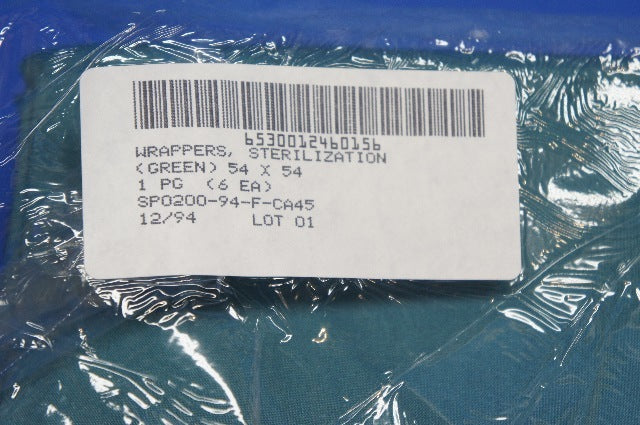 6530012460156
WRAPPERS, STERILIZATION
(GREEN) 54 X 54
1 PG (6 EA)
SP0200-94-F-CA45
12/94 LOT 01